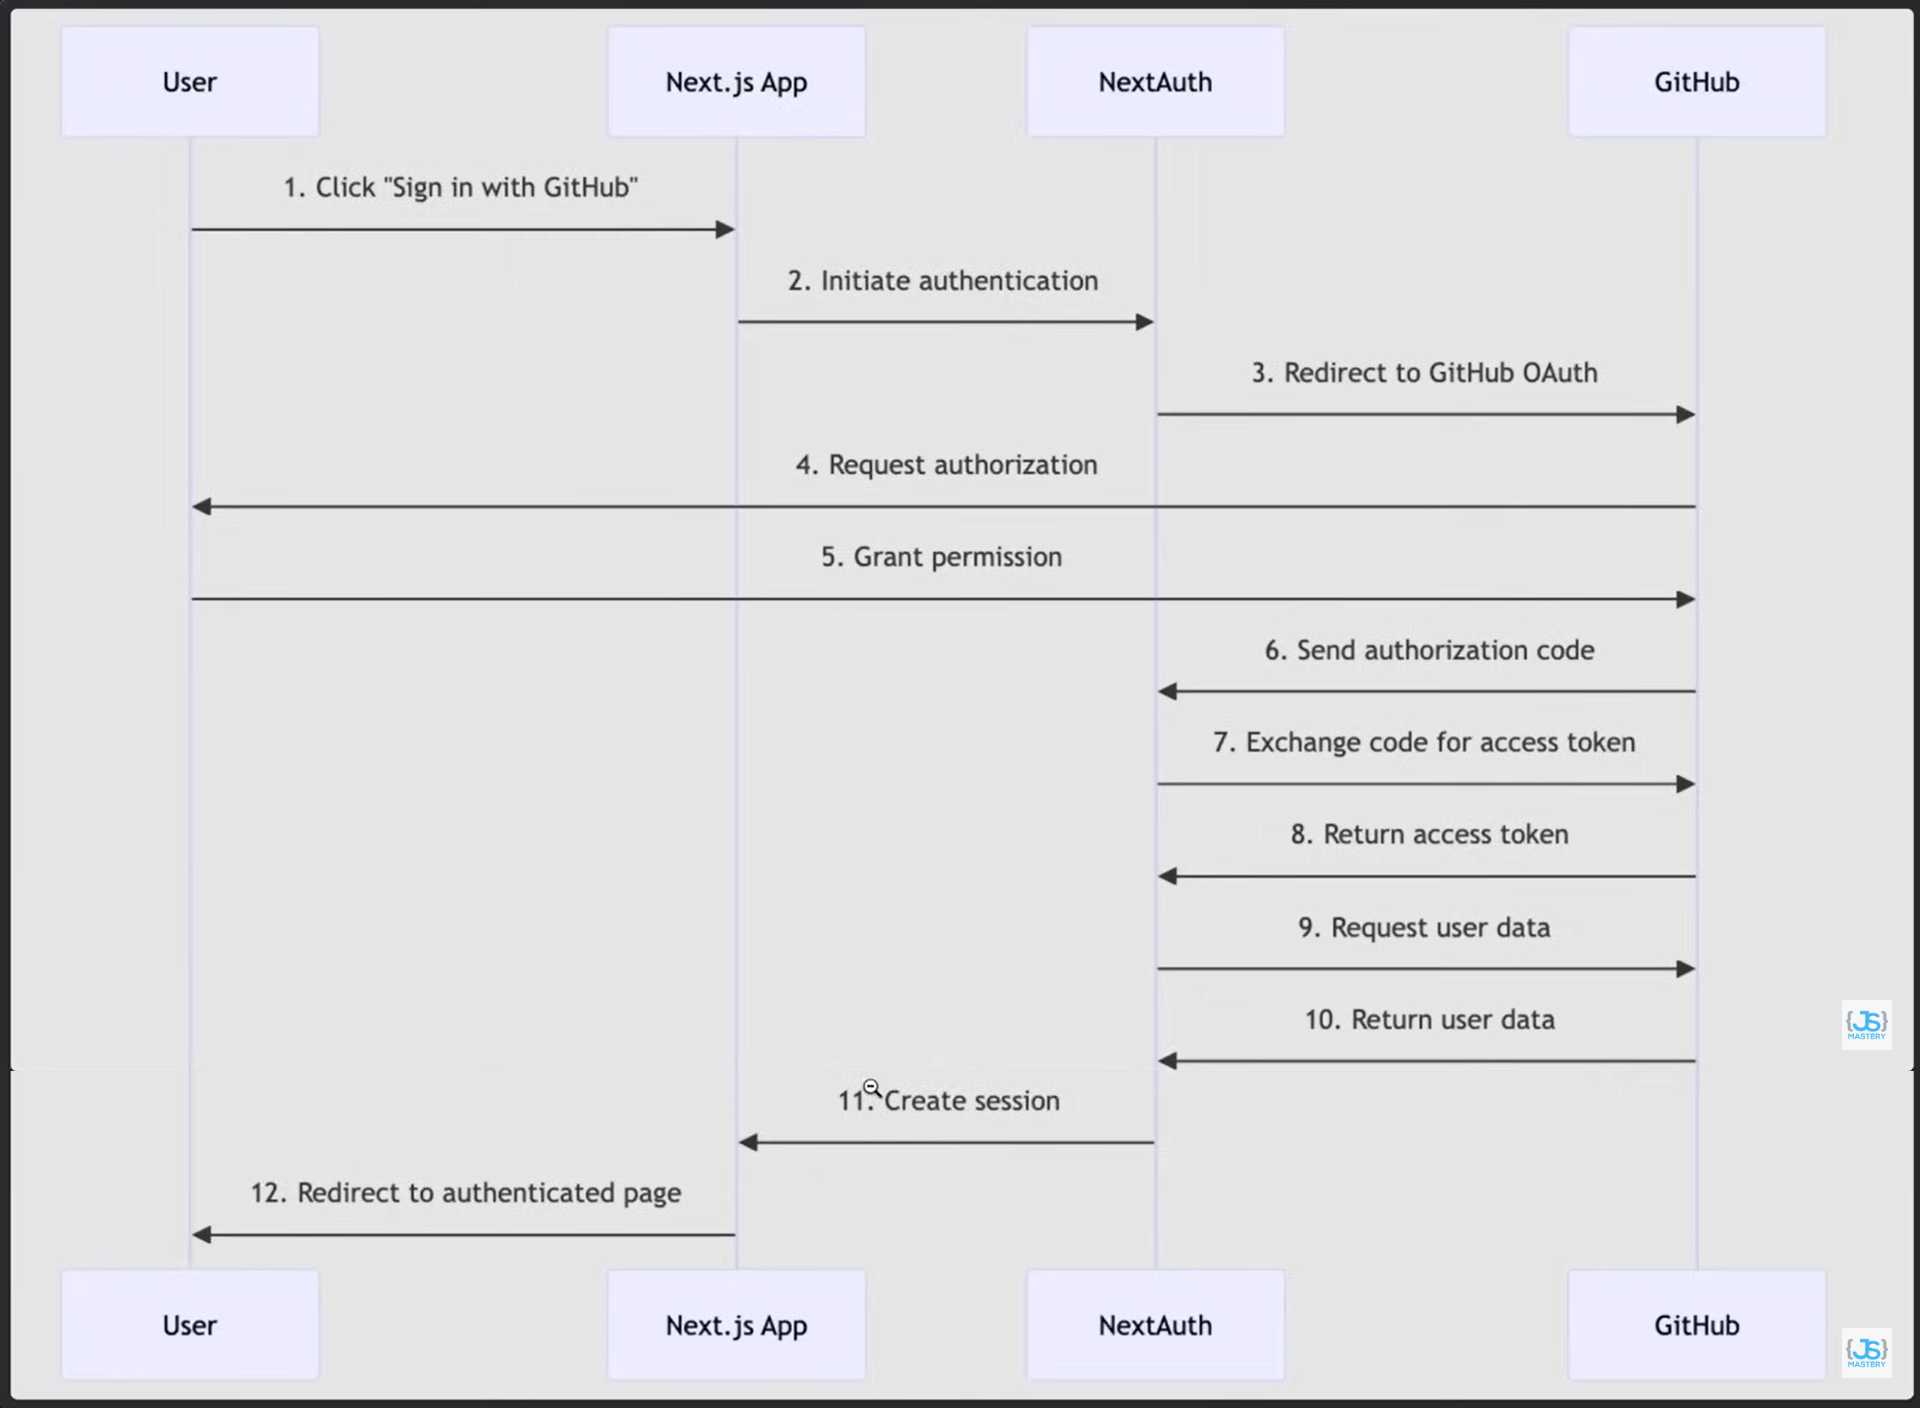 User
Next.js App
NextAuth
GitHub
1. Click "Sign in with GitHub"
2. Initiate authentication
3. Redirect to GitHub OAuth
4. Request authorization
5. Grant permission
6. Send authorization code
7. Exchange code for access token
8. Return access token
9. Request user data
10. Return user data
{JS}
MASTERY
11. Create session
12. Redirect to authenticated page
User
Next.js App
NextAuth
GitHub
{JS}
MASTERY